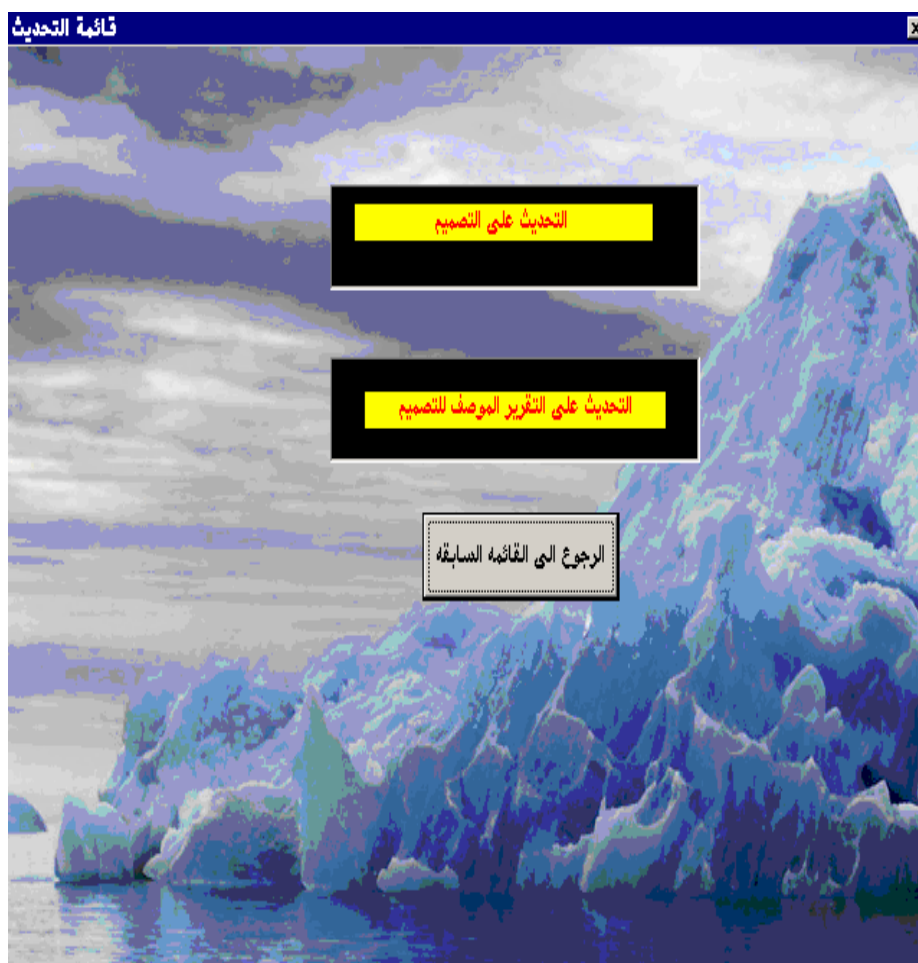 قائمة التحديث
التحديث على التصميم
التحديث على التقرير الموصف للتصميم
الرجوع الى القائمه السابقه